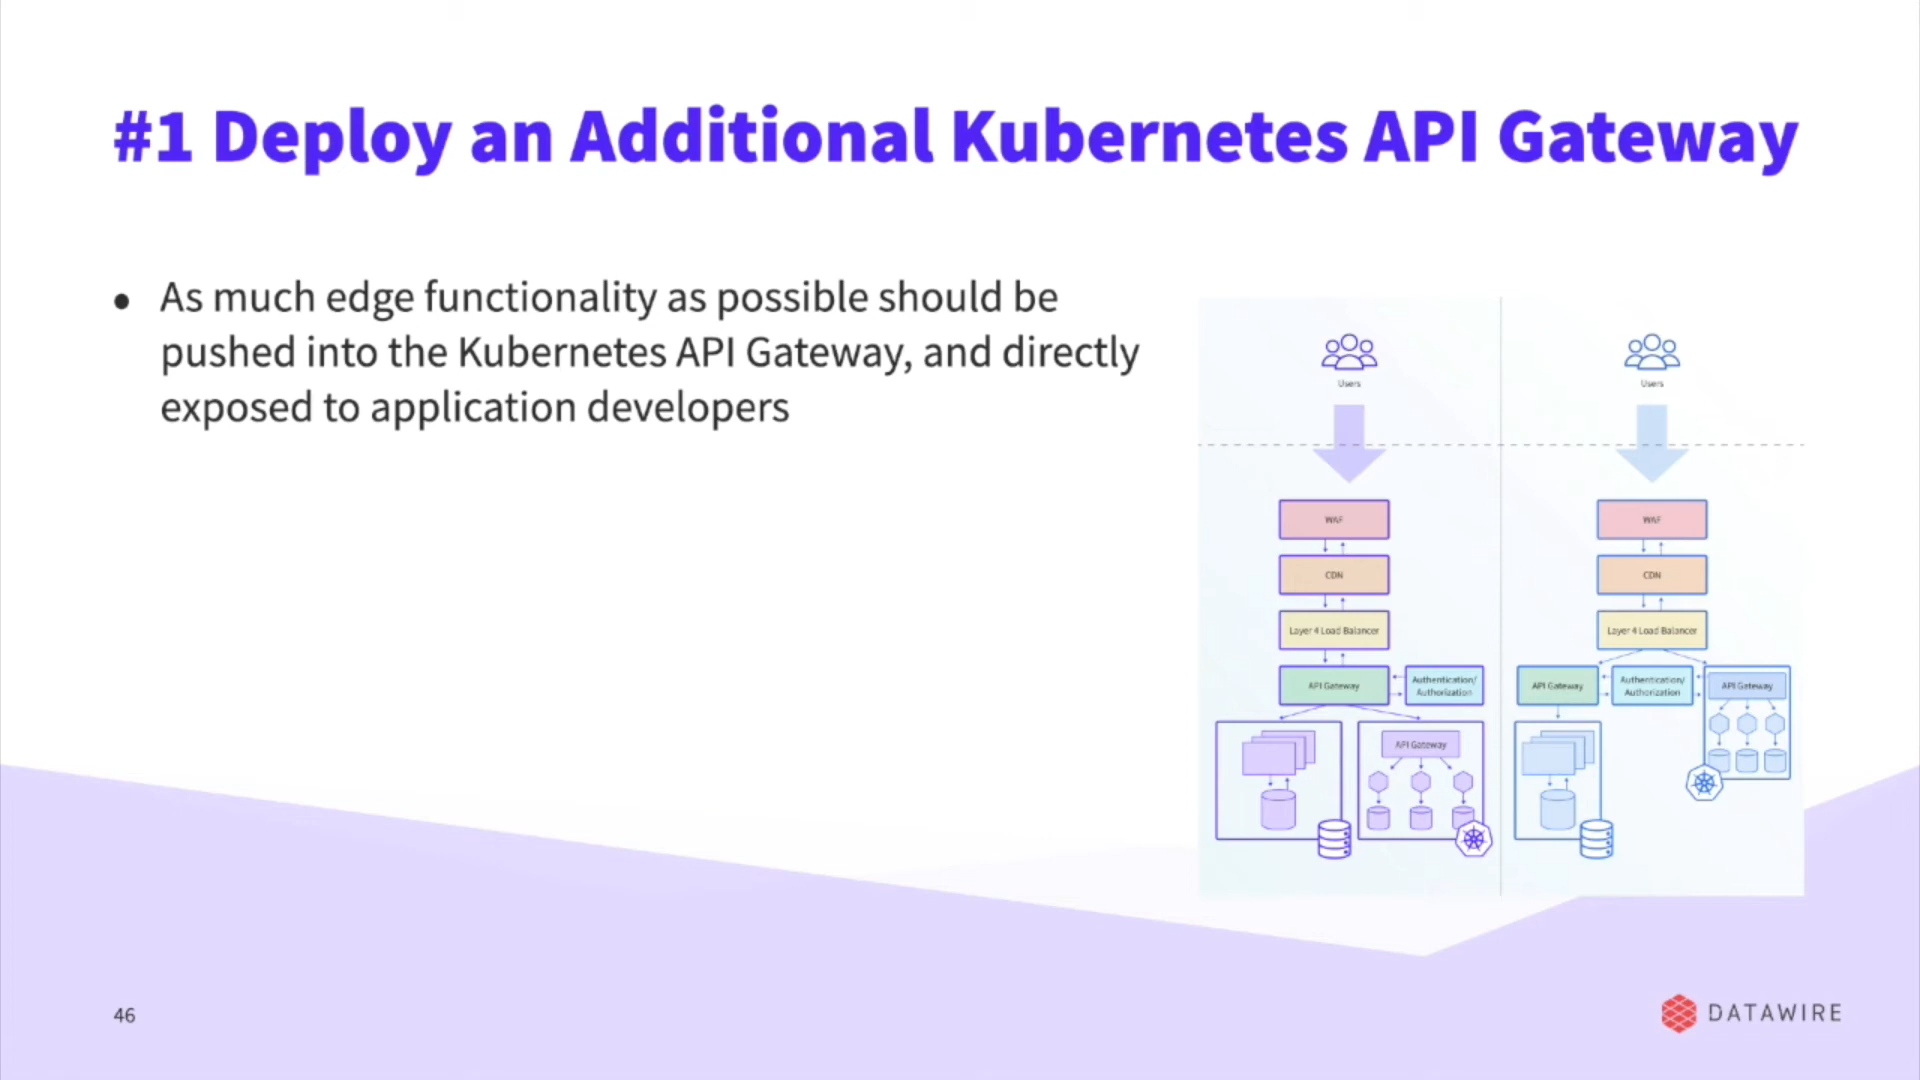 #1 Deploy an Additional Kubernetes API Gateway
● As much edge functionality as possible should be
pushed into the Kubernetes API Gateway, and directly
exposed to application developers
Users
WAF
CDN
Layer 4 Load Balancer
API Gateway
Authentication/
Authorization
API Gateway
Users
WAF
CDN
Layer 4 Load Balancer
API Gateway
Authentication/
Authorization
API Gateway
46
DATAWIRE